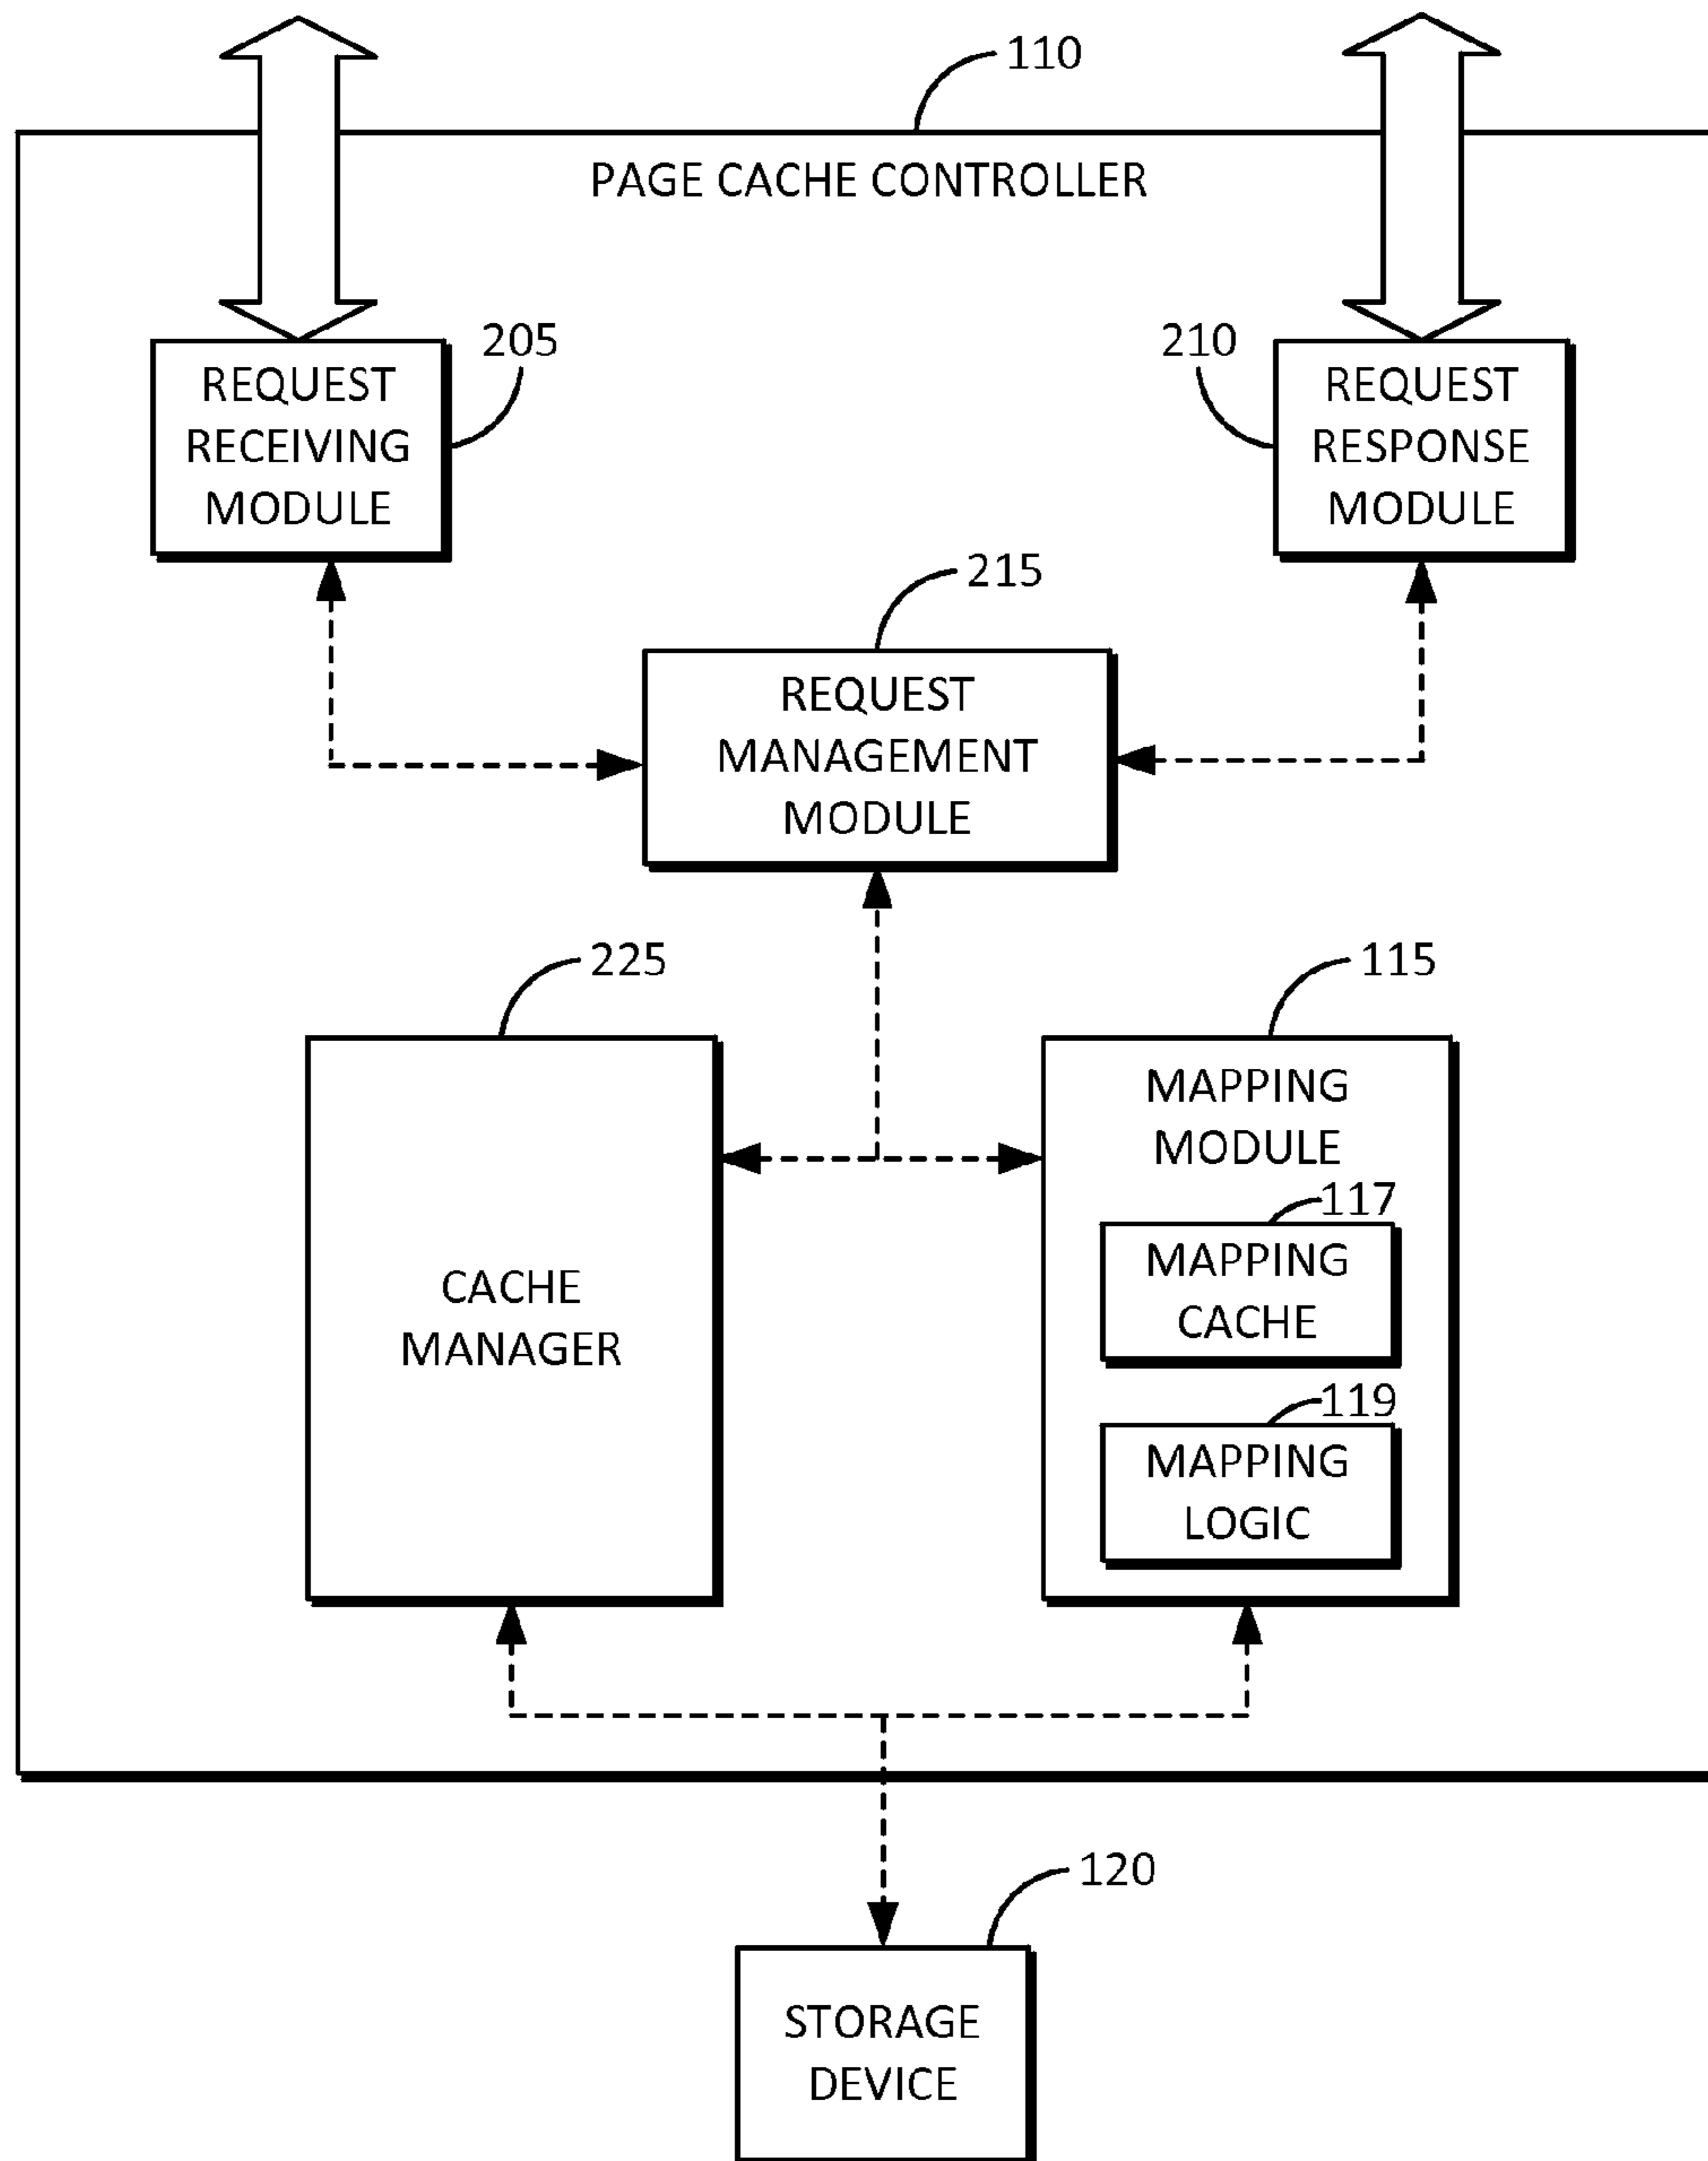 110
PAGE CACHE CONTROLLER
205
REQUEST
RECEIVING
MODULE
210
REQUEST
RESPONSE
MODULE
215
REQUEST
MANAGEMENT
MODULE
225
CACHE
MANAGER
115
MAPPING
MODULE
117
MAPPING
CACHE
119
MAPPING
LOGIC
120
STORAGE
DEVICE